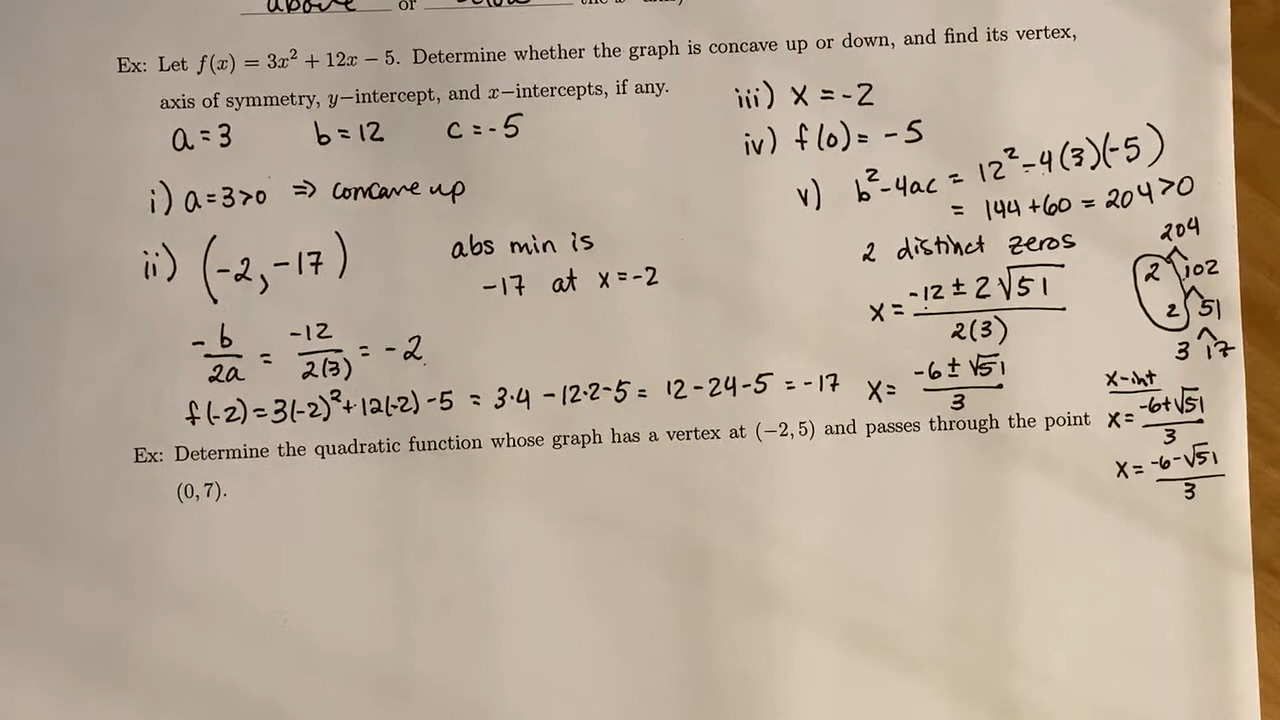 above or below
Ex: Let f(x) = 3x² + 12x − 5. Determine whether the graph is concave up or down, and find its vertex,
axis of symmetry, y−intercept, and x−intercepts, if any.
a = 3 b = 12 c = -5
i) a = 3 > 0 ⇒ concave up
ii) (-2, -17)
abs min is
-17 at x = -2
-b/2a = -12/2(3) = -2
f(-2) = 3(-2)² + 12(-2) - 5 = 3·4 - 12·2 - 5 = 12 - 24 - 5 = -17
iii) x = -2
iv) f(0) = -5
v) b² - 4ac = 12² - 4(3)(-5)
= 144 + 60 = 204 > 0
2 distinct zeros
x = -12 ± 2√51 / 2(3)
x = -6 ± √51 / 3
204
2 102
2 51
3 17
x-int
x = -6+√51 / 3
x = -6-√51 / 3
Ex: Determine the quadratic function whose graph has a vertex at (−2, 5) and passes through the point
(0, 7).